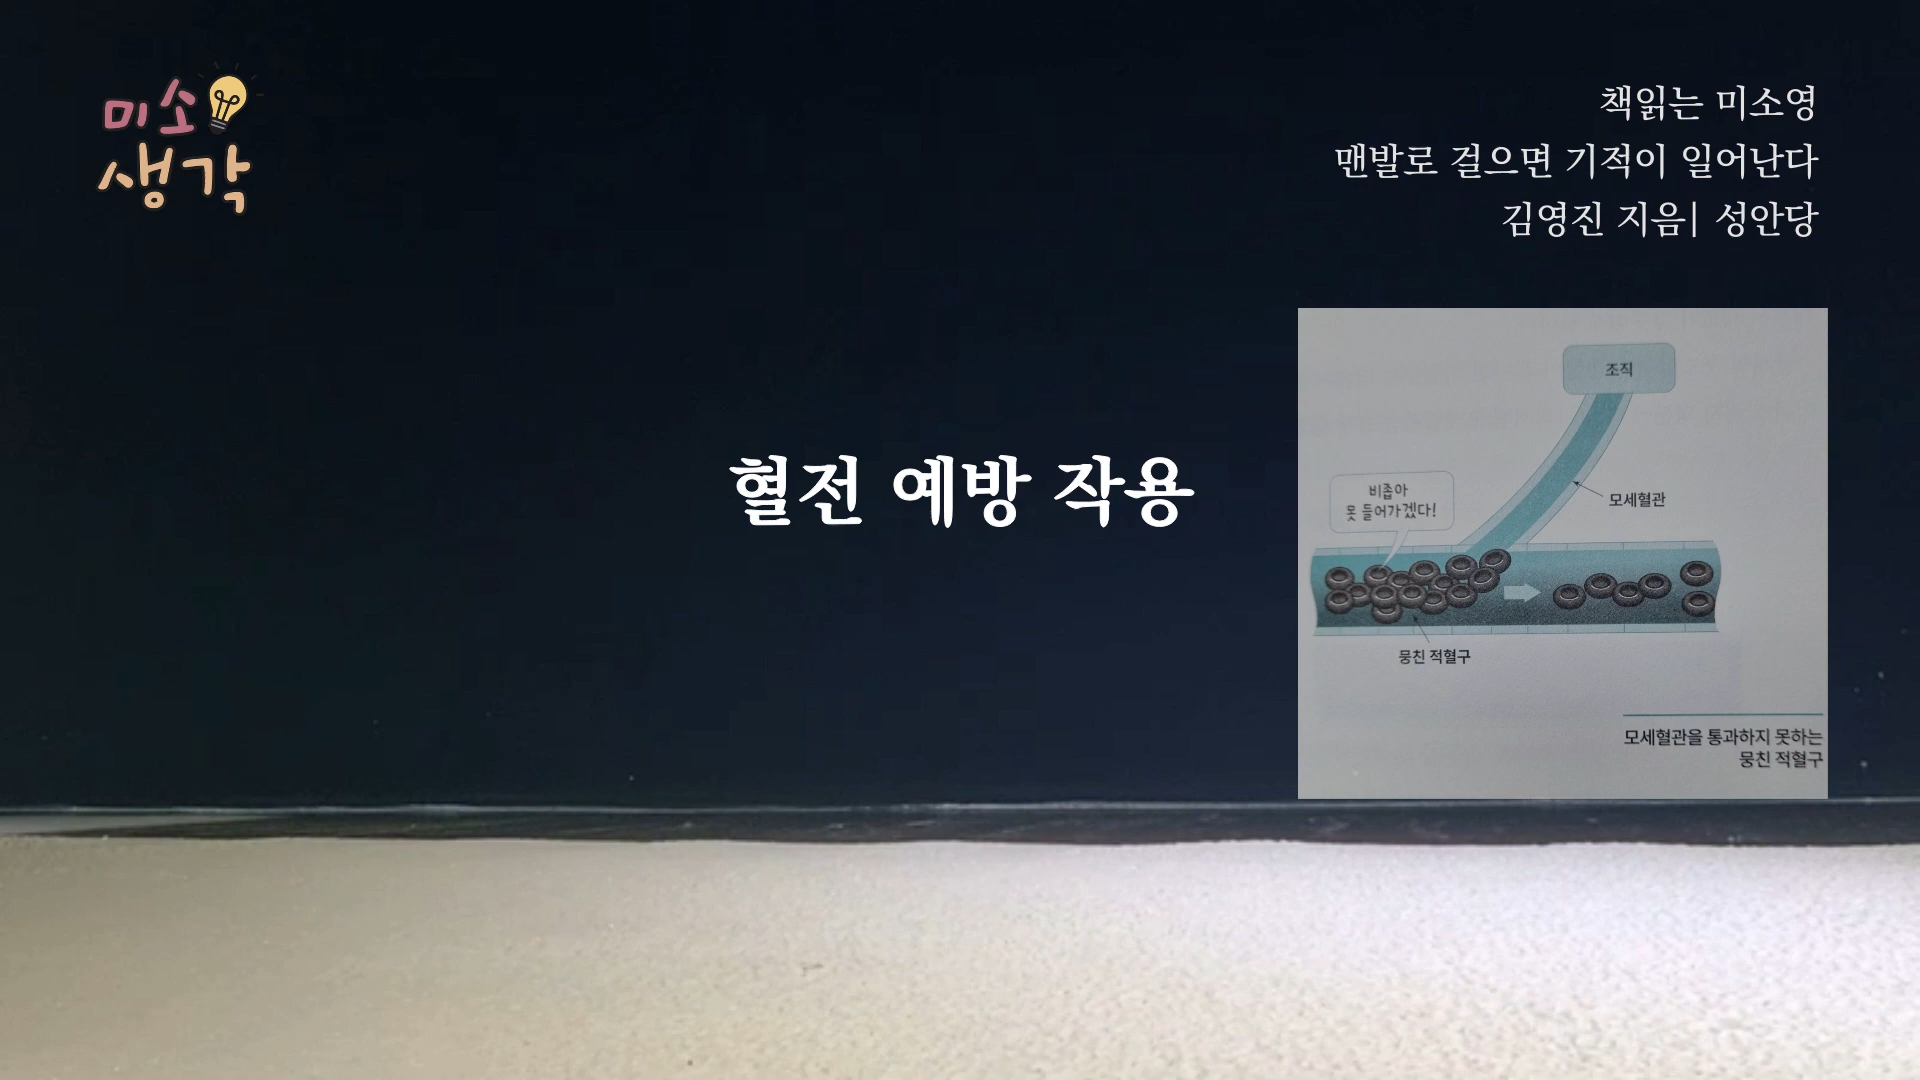 미소
생각
책읽는 미소영
맨발로 걸으면 기적이 일어난다
김영진 지음| 성안당
혈전 예방 작용
조직
비좁아
못 들어가겠다!
모세혈관
뭉친 적혈구
모세혈관을 통과하지 못하는
뭉친 적혈구